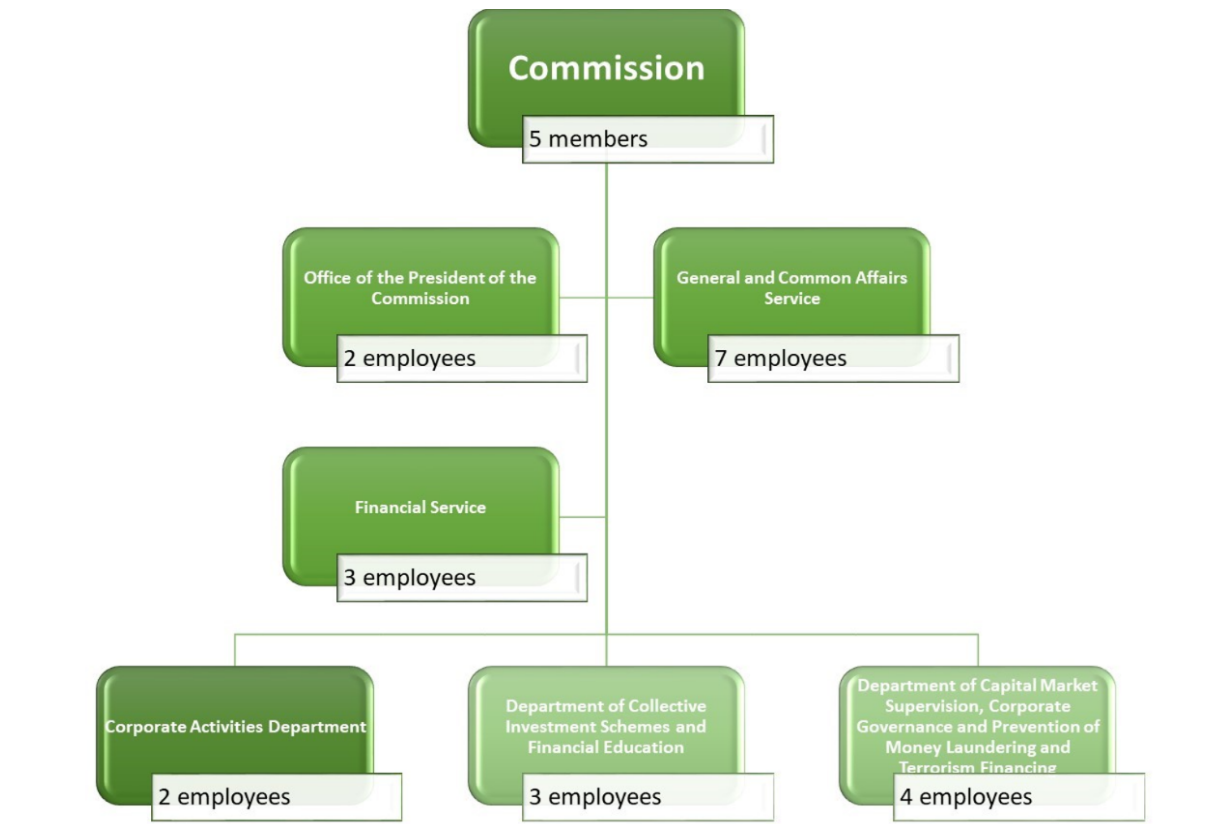 Commission
5 members
Office of the President of the
Commission
2 employees
General and Common Affairs
Service
7 employees
Financial Service
3 employees
Corporate Activities Department
2 employees
Department of Collective
Investment Schemes and
Financial Education
3 employees
Department of Capital Market
Supervision, Corporate
Governance and Prevention of
Money Laundering and
Terrorism Financing
4 employees